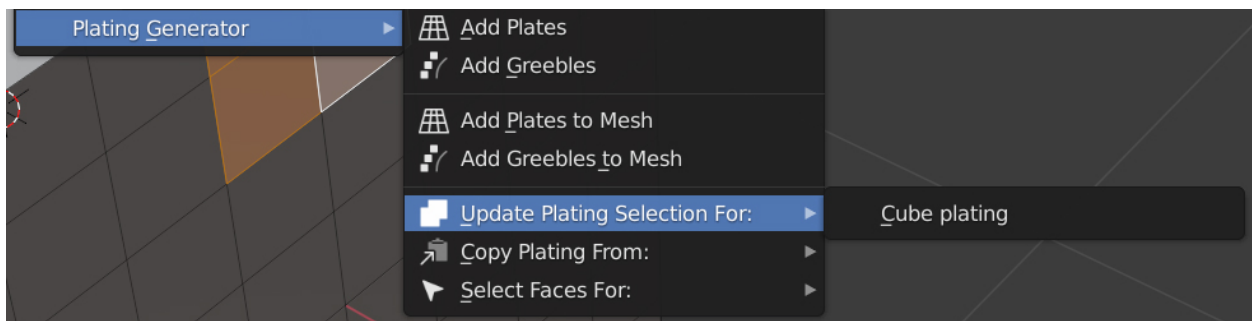 Plating Generator
Add Plates
Add Greebles
Add Plates to Mesh
Add Greebles to Mesh
Update Plating Selection For:
Cube plating
Copy Plating From:
Select Faces For: